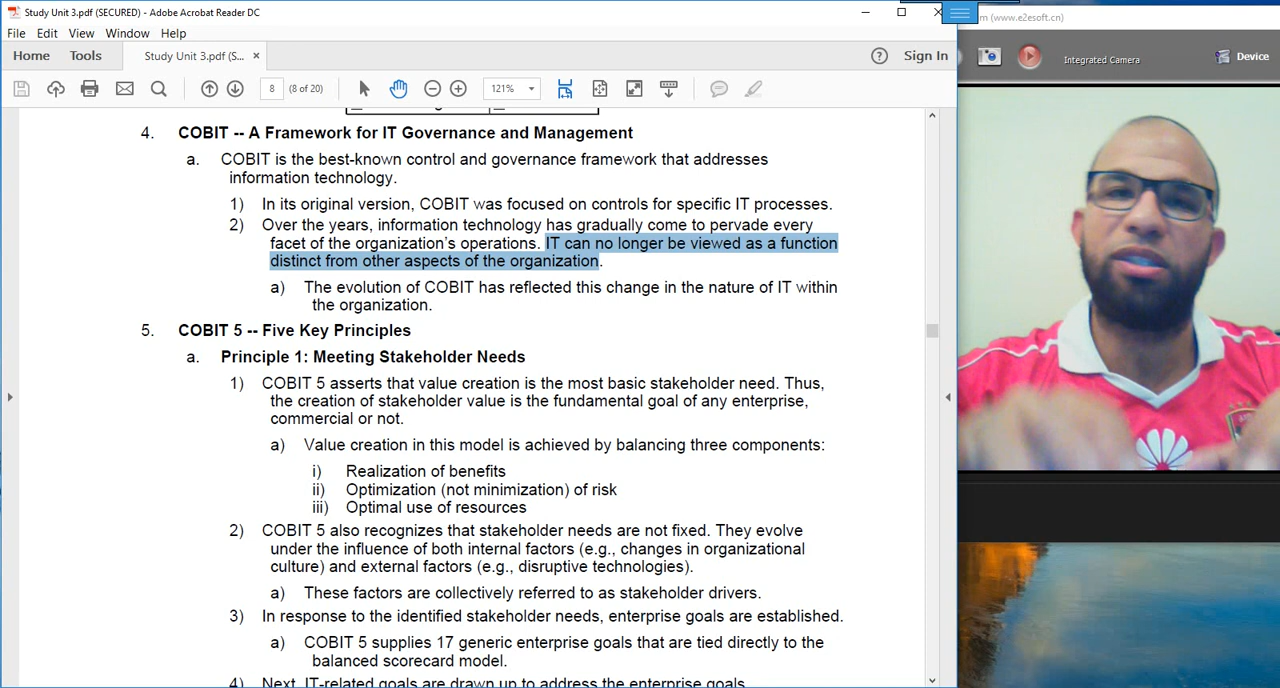 Study Unit 3.pdf (SECURED) - Adobe Acrobat Reader DC
m (www.e2esoft.cn)
File Edit View Window Help
Home Tools Study Unit 3.pdf (S... × Sign In
Integrated Camera Device
8 (8 of 20) 121%
4. COBIT -- A Framework for IT Governance and Management
a. COBIT is the best-known control and governance framework that addresses
information technology.
1) In its original version, COBIT was focused on controls for specific IT processes.
2) Over the years, information technology has gradually come to pervade every
facet of the organization's operations. IT can no longer be viewed as a function
distinct from other aspects of the organization.
a) The evolution of COBIT has reflected this change in the nature of IT within
the organization.
5. COBIT 5 -- Five Key Principles
a. Principle 1: Meeting Stakeholder Needs
1) COBIT 5 asserts that value creation is the most basic stakeholder need. Thus,
the creation of stakeholder value is the fundamental goal of any enterprise,
commercial or not.
a) Value creation in this model is achieved by balancing three components:
i) Realization of benefits
ii) Optimization (not minimization) of risk
iii) Optimal use of resources
2) COBIT 5 also recognizes that stakeholder needs are not fixed. They evolve
under the influence of both internal factors (e.g., changes in organizational
culture) and external factors (e.g., disruptive technologies).
a) These factors are collectively referred to as stakeholder drivers.
3) In response to the identified stakeholder needs, enterprise goals are established.
a) COBIT 5 supplies 17 generic enterprise goals that are tied directly to the
balanced scorecard model.
4) Next, IT-related goals are drawn up to address the enterprise goals.